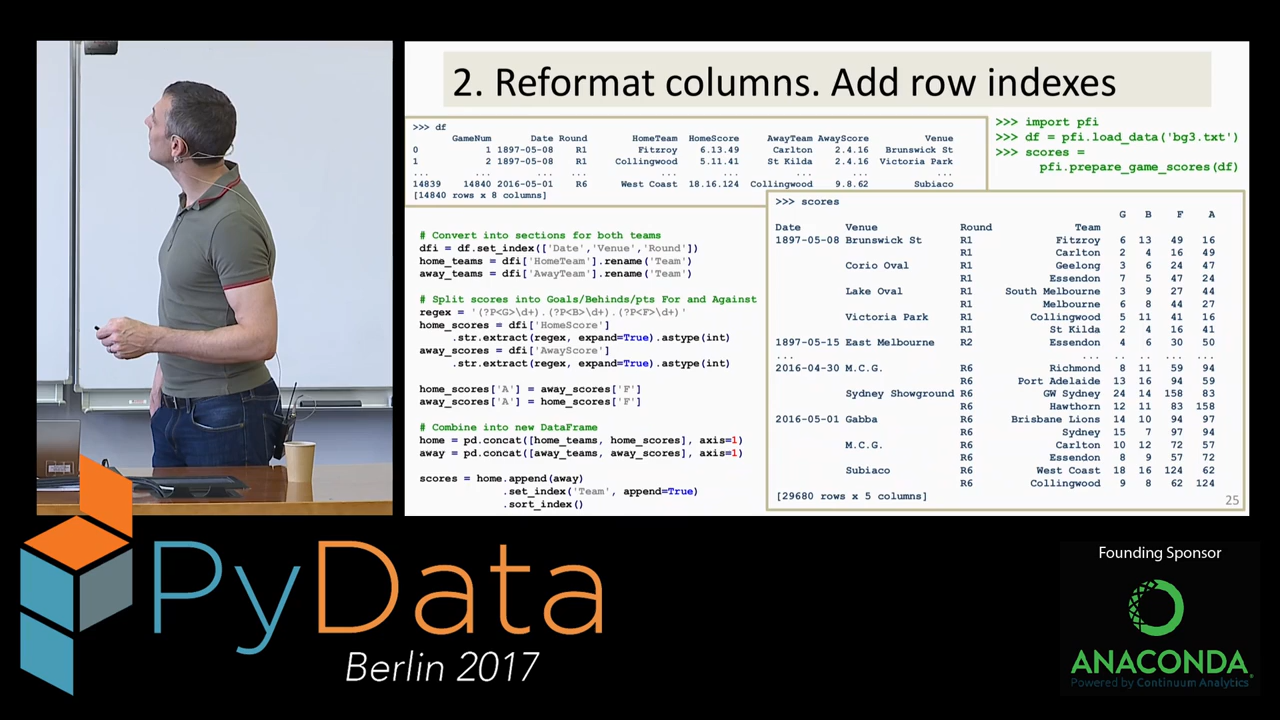 2. Reformat columns. Add row indexes
>>> df
GameNum Date Round HomeTeam HomeScore AwayTeam AwayScore Venue
0 1 1897-05-08 R1 Fitzroy 6.13.49 Carlton 2.4.16 Brunswick St
1 2 1897-05-08 R1 Collingwood 5.11.41 St Kilda 2.4.16 Victoria Park
... ... ... ... ... ... ... ... ...
14839 14840 2016-05-01 R6 West Coast 18.16.124 Collingwood 9.8.62 Subiaco
[14840 rows x 8 columns]
>>> import pfi
>>> df = pfi.load_data('bg3.txt')
>>> scores =
pfi.prepare_game_scores(df)
# Convert into sections for both teams
dfi = df.set_index(['Date','Venue','Round'])
home_teams = dfi['HomeTeam'].rename('Team')
away_teams = dfi['AwayTeam'].rename('Team')
# Split scores into Goals/Behinds/pts For and Against
regex = '(?P<G>\d+).(?P<B>\d+).(?P<F>\d+)'
home_scores = dfi['HomeScore']
.str.extract(regex, expand=True).astype(int)
away_scores = dfi['AwayScore']
.str.extract(regex, expand=True).astype(int)
home_scores['A'] = away_scores['F']
away_scores['A'] = home_scores['F']
# Combine into new DataFrame
home = pd.concat([home_teams, home_scores], axis=1)
away = pd.concat([away_teams, away_scores], axis=1)
scores = home.append(away)
.set_index('Team', append=True)
.sort_index()
>>> scores
G B F A
Date Venue Round Team
1897-05-08 Brunswick St R1 Fitzroy 6 13 49 16
R1 Carlton 2 4 16 49
Corio Oval R1 Geelong 3 6 24 47
R1 Essendon 7 5 47 24
Lake Oval R1 South Melbourne 3 9 27 44
R1 Melbourne 6 8 44 27
Victoria Park R1 Collingwood 5 11 41 16
R1 St Kilda 2 4 16 41
1897-05-15 East Melbourne R2 Essendon 4 6 30 50
... ... .. .. ... ...
2016-04-30 M.C.G. R6 Richmond 8 11 59 94
R6 Port Adelaide 13 16 94 59
Sydney Showground R6 GW Sydney 24 14 158 83
R6 Hawthorn 12 11 83 158
2016-05-01 Gabba R6 Brisbane Lions 14 10 94 97
R6 Sydney 15 7 97 94
M.C.G. R6 Carlton 10 12 72 57
R6 Essendon 8 9 57 72
Subiaco R6 West Coast 18 16 124 62
R6 Collingwood 9 8 62 124
[29680 rows x 5 columns]
25
PyData
Berlin 2017
Founding Sponsor
ANACONDA
Powered by Continuum Analytics